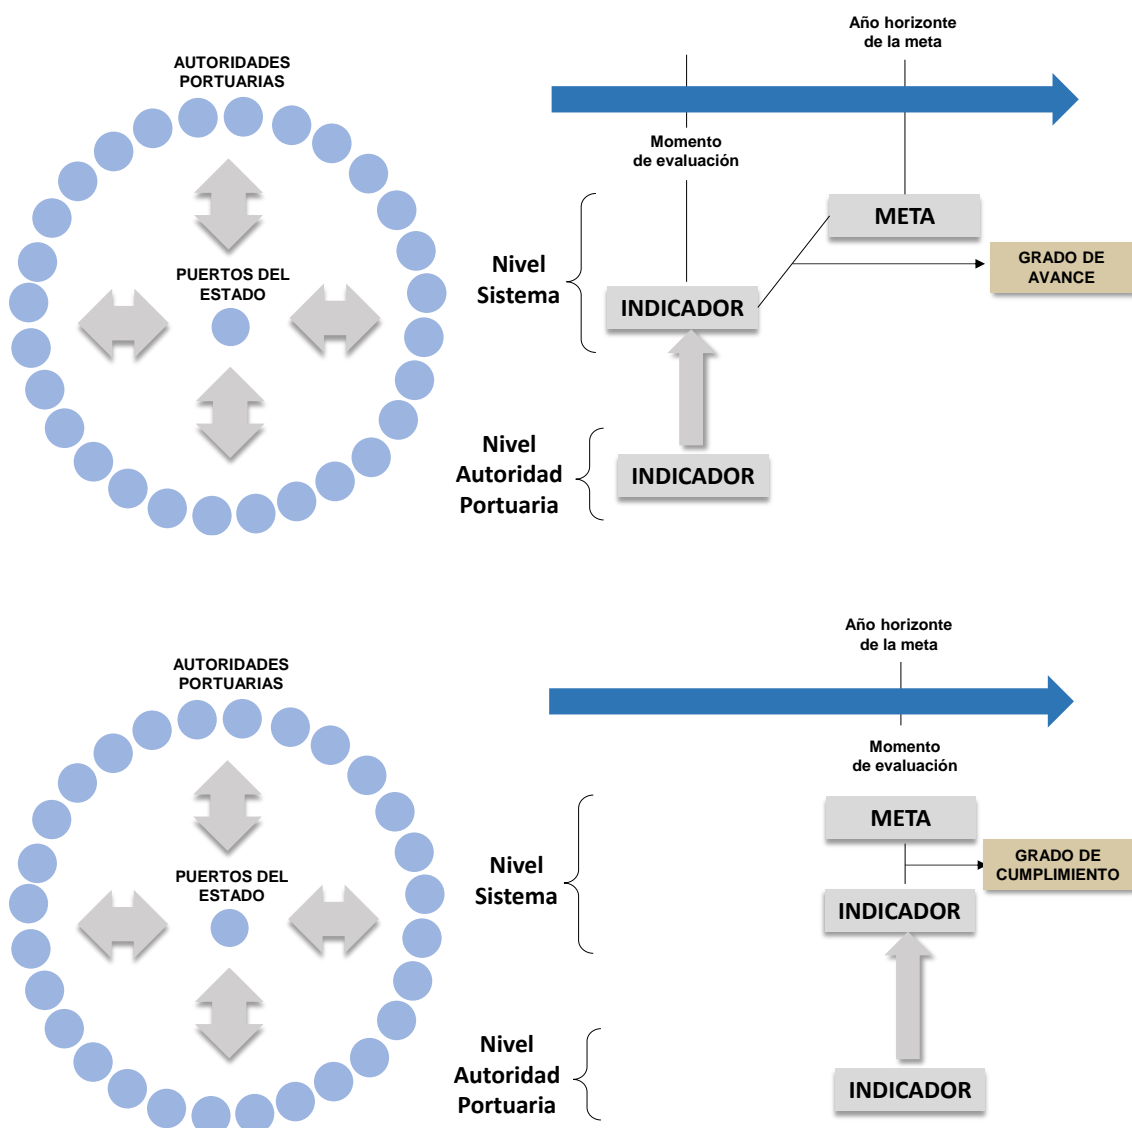 AUTORIDADES
PORTUARIAS
PUERTOS DEL
ESTADO
Año horizonte
de la meta
Momento
de evaluación
Nivel
Sistema
META
GRADO DE
AVANCE
INDICADOR
Nivel
Autoridad
Portuaria
INDICADOR
AUTORIDADES
PORTUARIAS
PUERTOS DEL
ESTADO
Año horizonte
de la meta
Momento
de evaluación
Nivel
Sistema
META
GRADO DE
CUMPLIMIENTO
INDICADOR
Nivel
Autoridad
Portuaria
INDICADOR